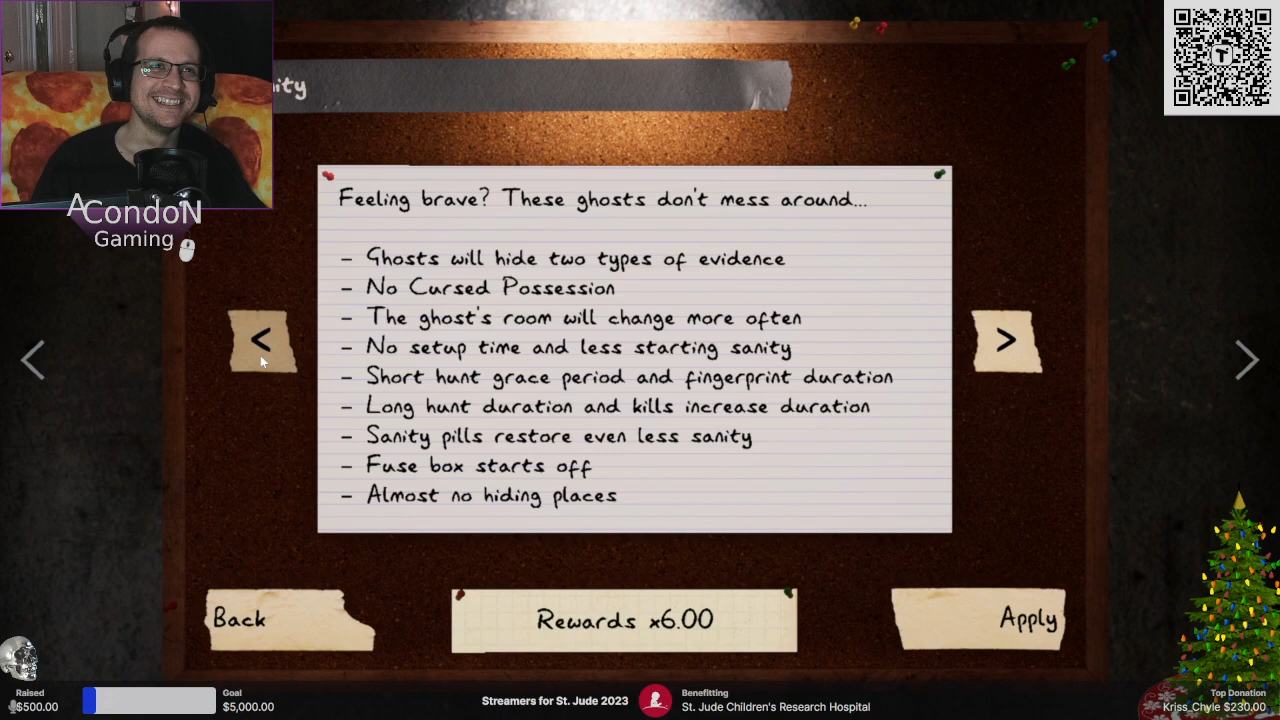 ity
Feeling brave? These ghosts don't mess around...
- Ghosts will hide two types of evidence
- No Cursed Possession
- The ghost's room will change more often
- No setup time and less starting sanity
- Short hunt grace period and fingerprint duration
- Long hunt duration and kills increase duration
- Sanity pills restore even less sanity
- Fuse box starts off
- Almost no hiding places
<
>
Back
Rewards x6.00
Apply
ACondoN
Gaming
Raised
$500.00
Goal
$5,000.00
Streamers for St. Jude 2023
Benefitting
St. Jude Children's Research Hospital
Top Donation
Kriss_Chyle $230.00